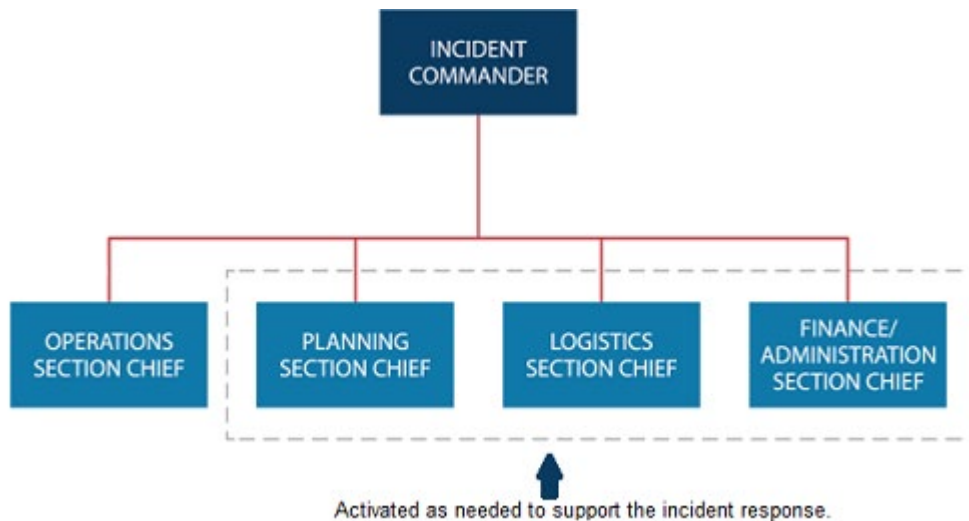 INCIDENT
COMMANDER
OPERATIONS
SECTION CHIEF
PLANNING
SECTION CHIEF
LOGISTICS
SECTION CHIEF
FINANCE/
ADMINISTRATION
SECTION CHIEF
Activated as needed to support the incident response.